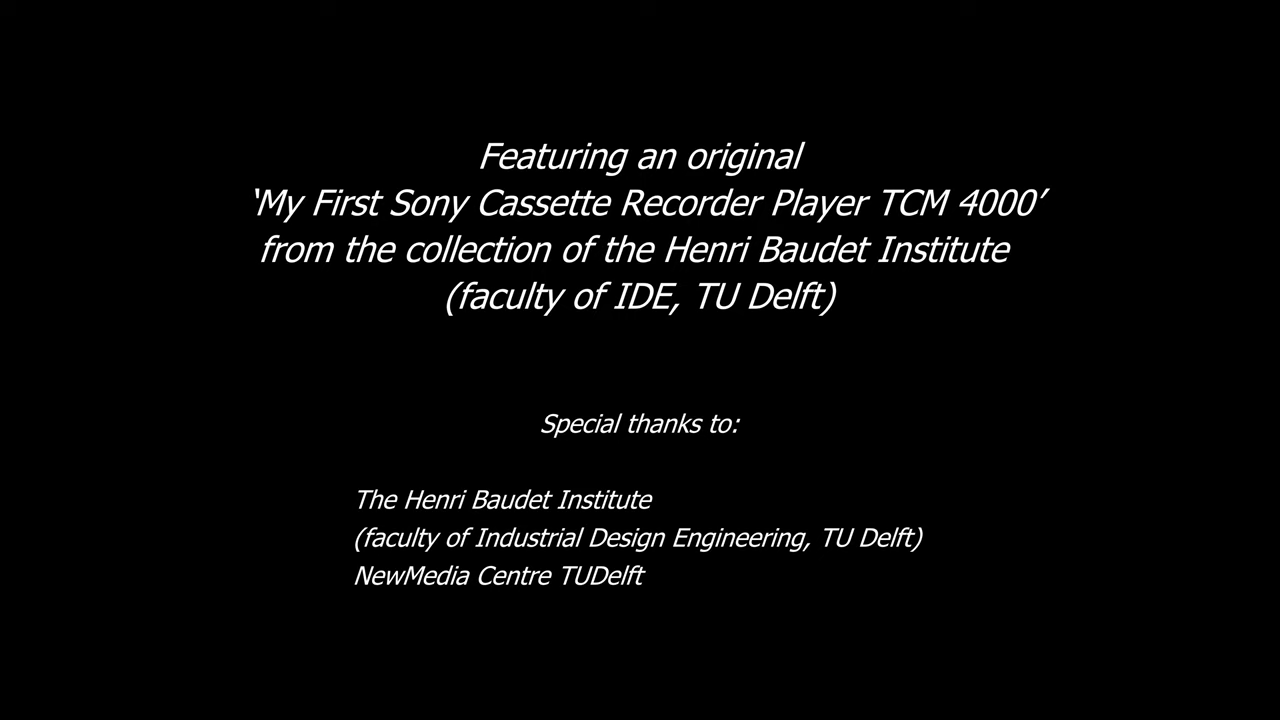 Featuring an original
‘My First Sony Cassette Recorder Player TCM 4000’
from the collection of the Henri Baudet Institute
(faculty of IDE, TU Delft)
Special thanks to:
The Henri Baudet Institute
(faculty of Industrial Design Engineering, TU Delft)
NewMedia Centre TUDelft